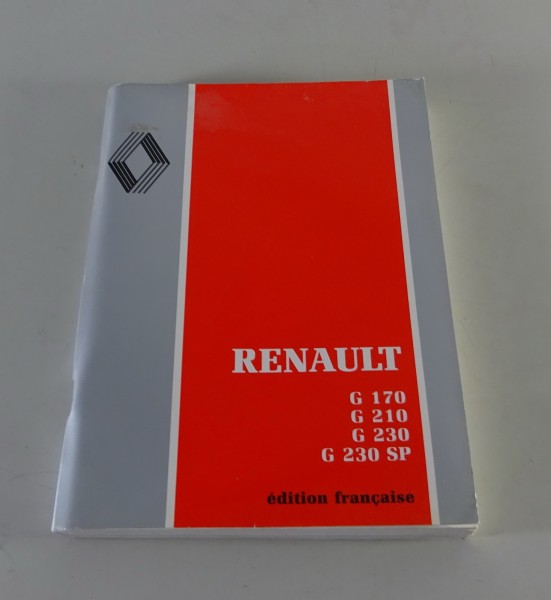 RENAULT
G 170
G 210
G 230
G 230 SP
édition française